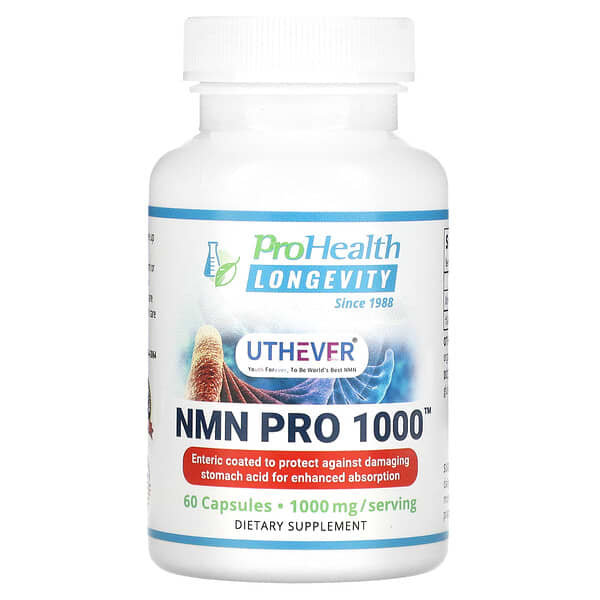 ProHealth
LONGEVITY
Since 1988
UTHEVER®
Youth Forever, To Be World's Best NMN
NMN PRO 1000™
Enteric coated to protect against damaging
stomach acid for enhanced absorption
60 Capsules • 1000 mg/serving
DIETARY SUPPLEMENT